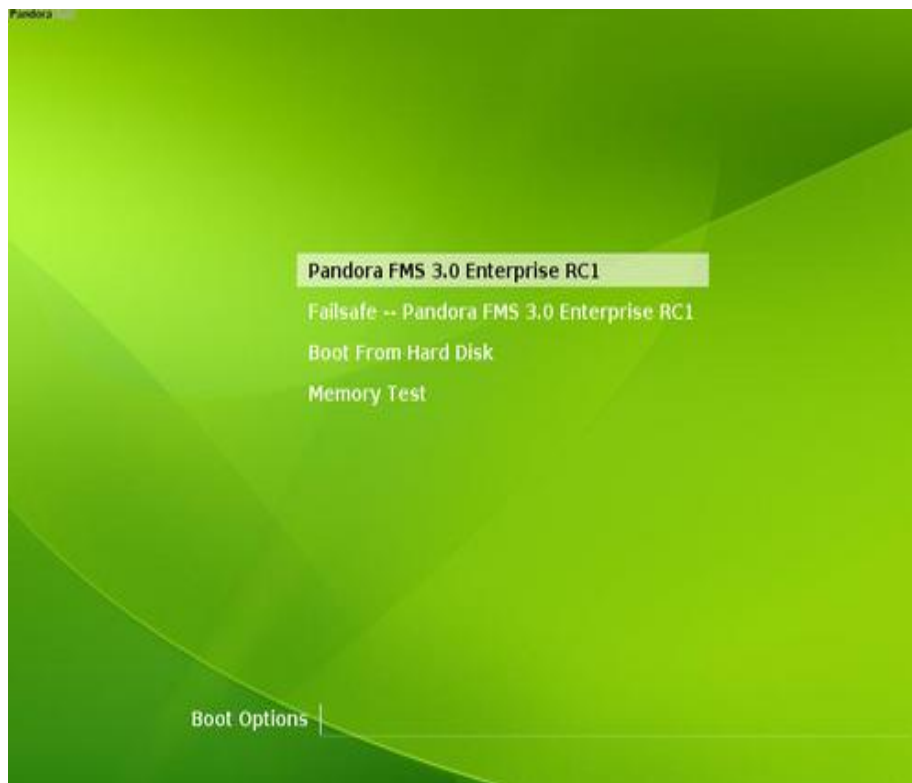 Pandora
Pandora FMS 3.0 Enterprise RC1
Failsafe -- Pandora FMS 3.0 Enterprise RC1
Boot From Hard Disk
Memory Test
Boot Options